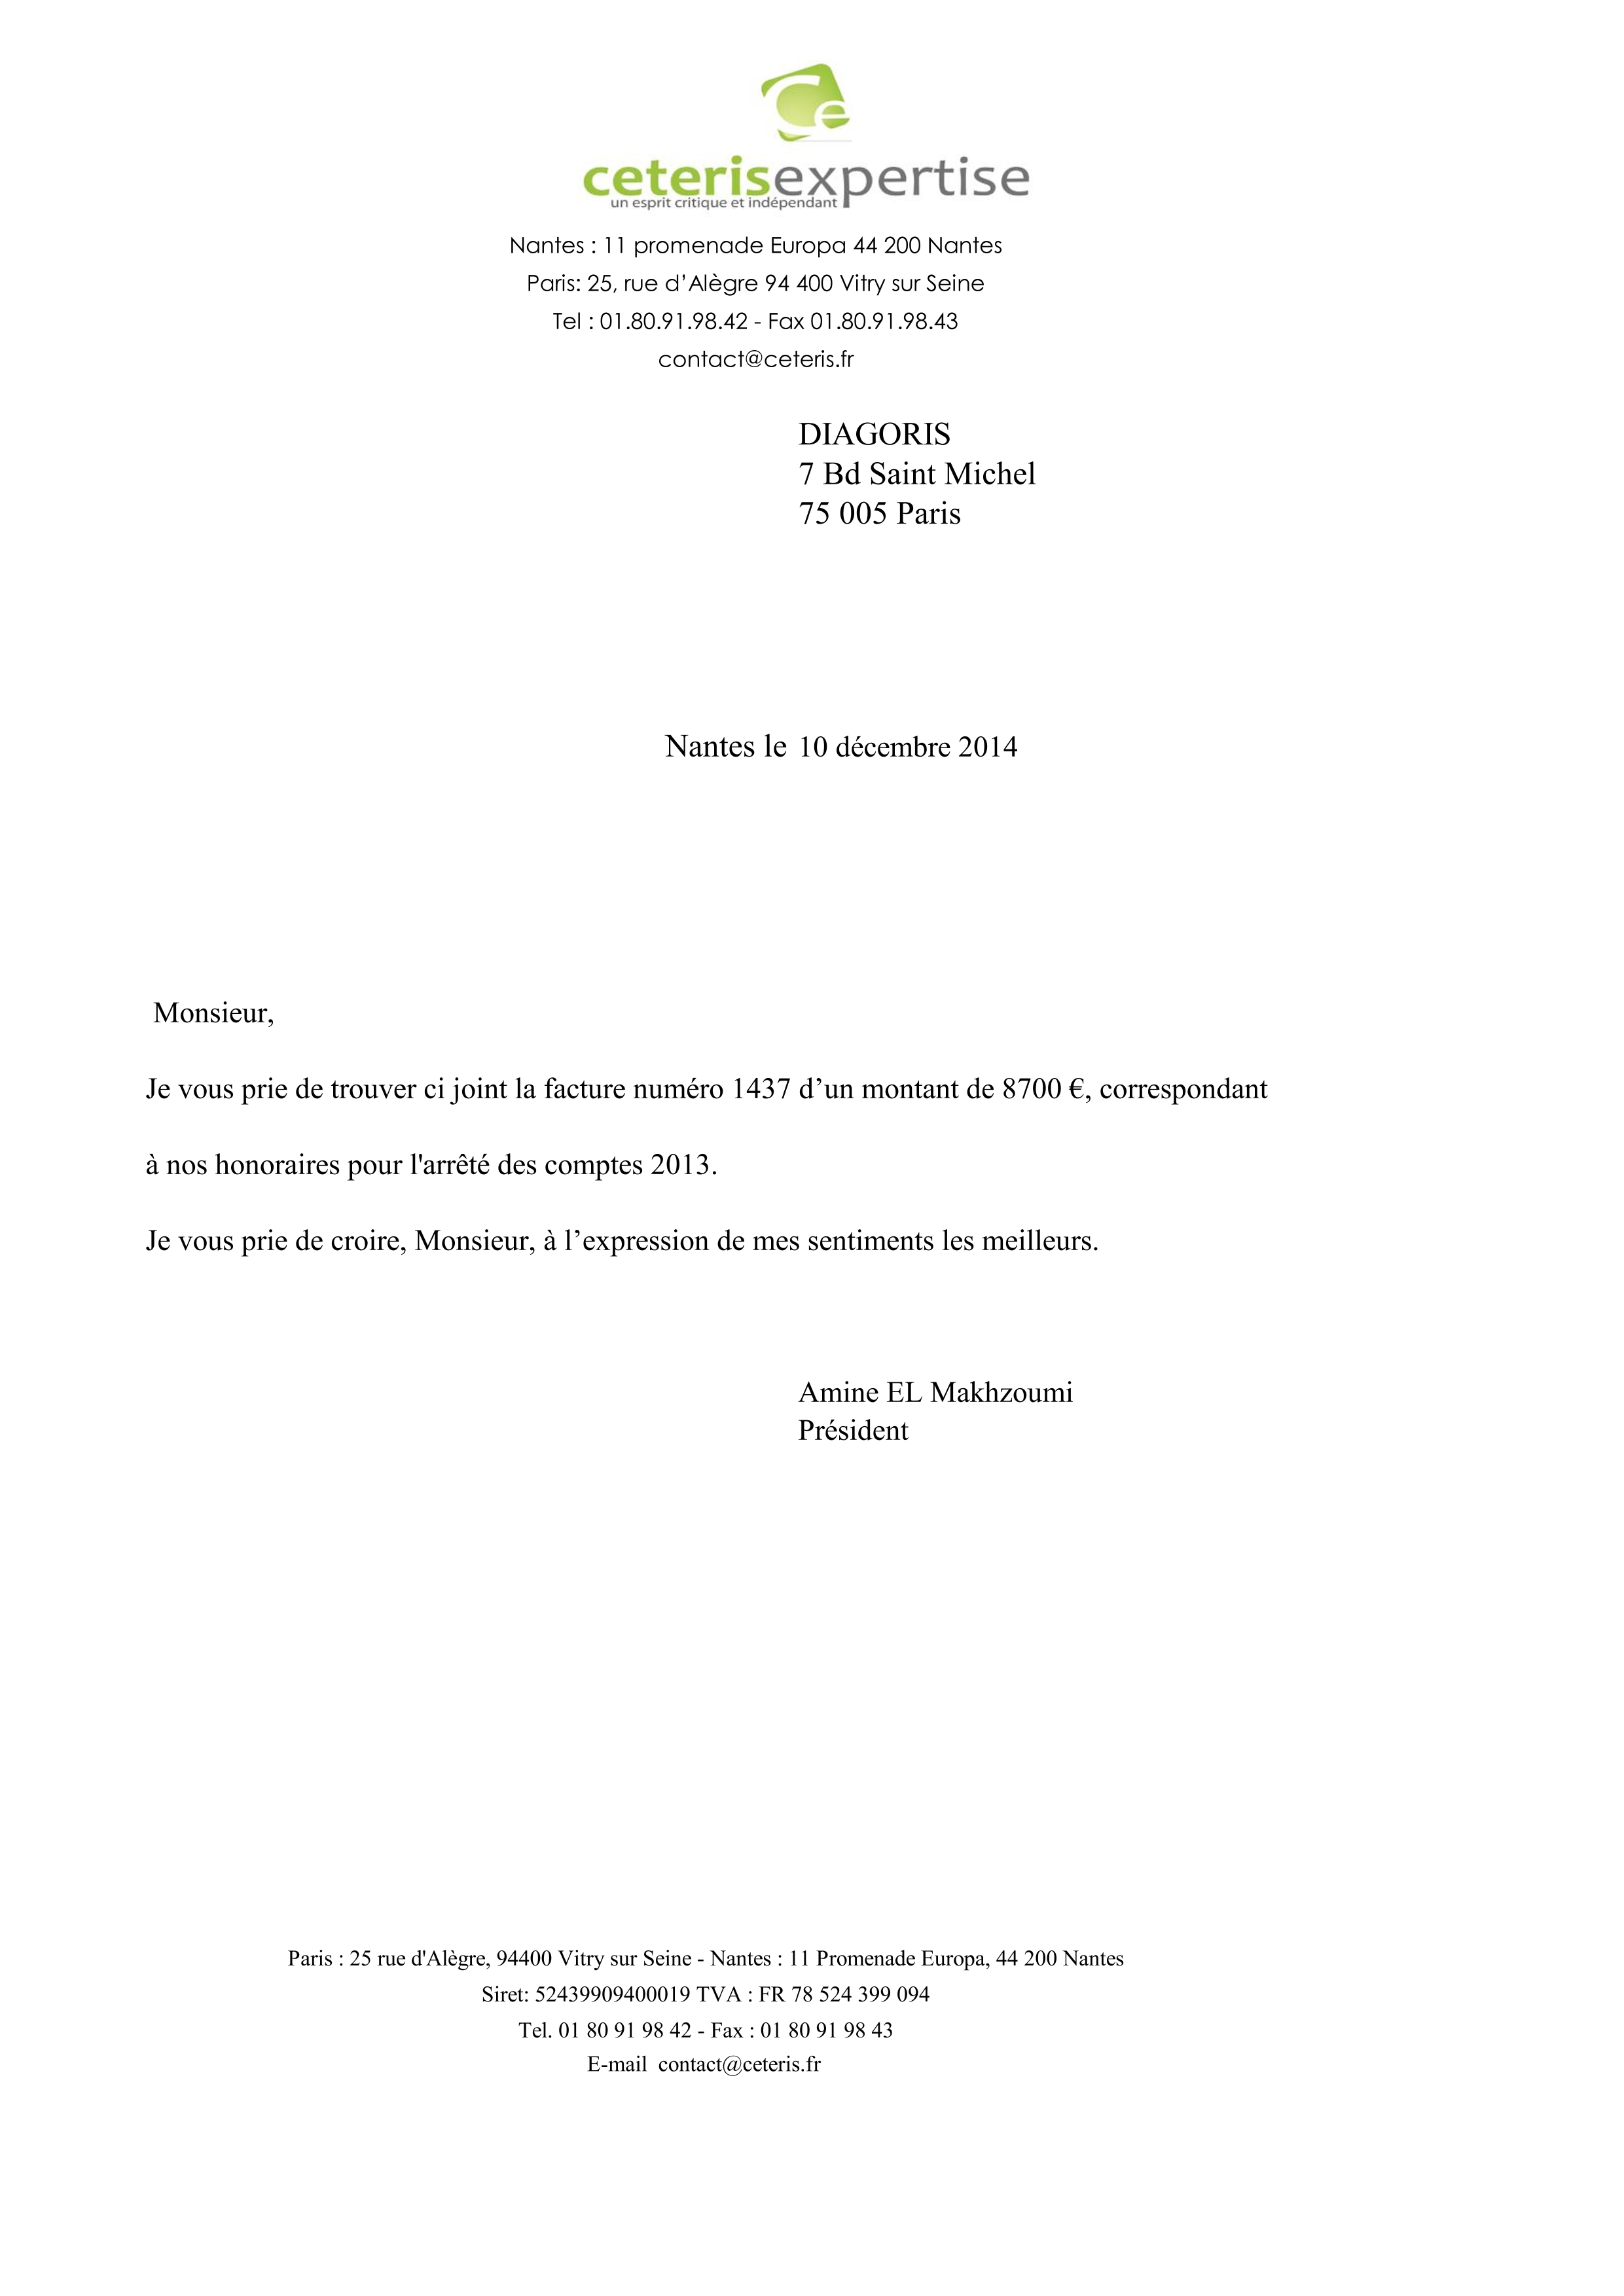 Ce
ceterisexpertise
un esprit critique et indépendant
Nantes : 11 promenade Europa 44 200 Nantes
Paris: 25, rue d’Alègre 94 400 Vitry sur Seine
Tel : 01.80.91.98.42 - Fax 01.80.91.98.43
contact@ceteris.fr
DIAGORIS
7 Bd Saint Michel
75 005 Paris
Nantes le 10 décembre 2014
Monsieur,
Je vous prie de trouver ci joint la facture numéro 1437 d’un montant de 8700 €, correspondant
à nos honoraires pour l'arrêté des comptes 2013.
Je vous prie de croire, Monsieur, à l’expression de mes sentiments les meilleurs.
Amine EL Makhzoumi
Président
Paris : 25 rue d'Alègre, 94400 Vitry sur Seine - Nantes : 11 Promenade Europa, 44 200 Nantes
Siret: 52439909400019 TVA : FR 78 524 399 094
Tel. 01 80 91 98 42 - Fax : 01 80 91 98 43
E-mail contact@ceteris.fr